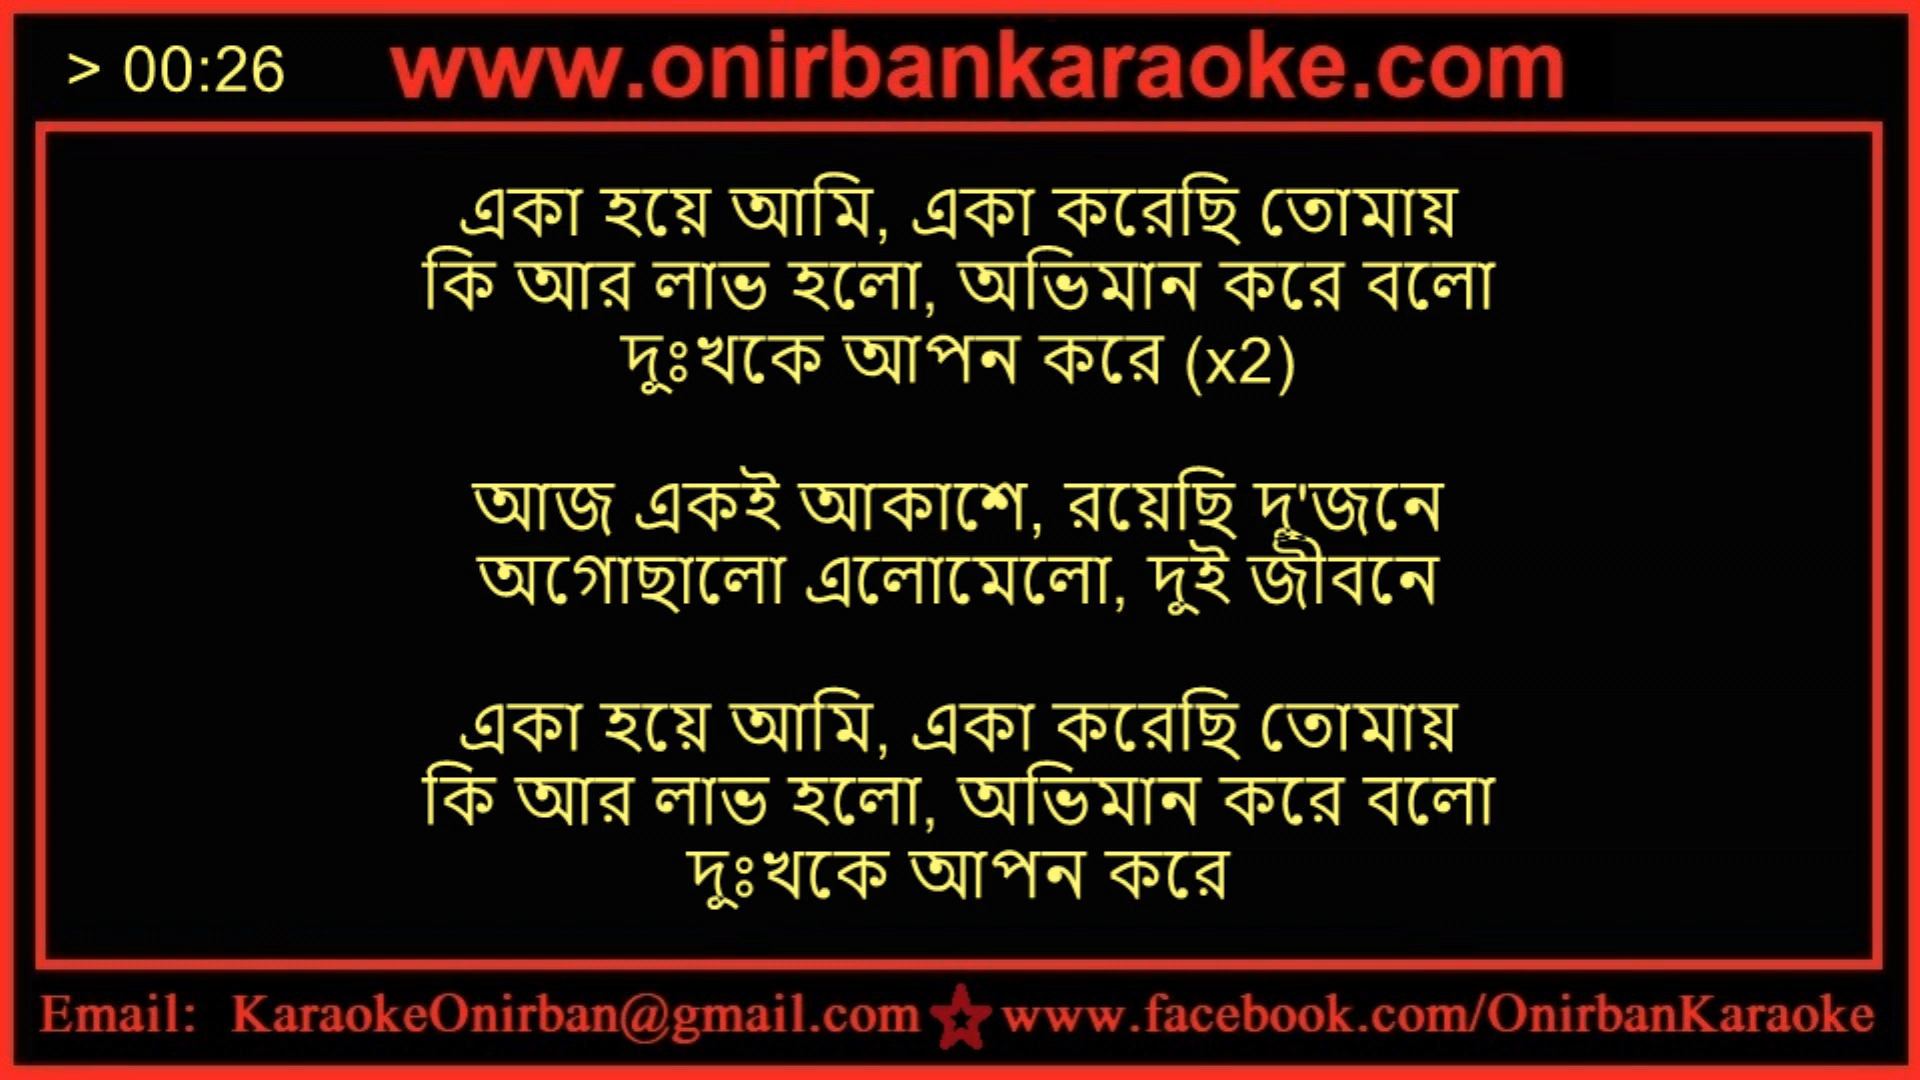 > 00:26 www.onirbankaraoke.com
একা হয়ে আমি, একা করেছি তোমায়
কি আর লাভ হলো, অভিমান করে বলো
দুঃখকে আপন করে (x2)
আজ একই আকাশে, রয়েছি দু'জনে
অগোছালো এলোমেলো, দুই জীবনে
একা হয়ে আমি, একা করেছি তোমায়
কি আর লাভ হলো, অভিমান করে বলো
দুঃখকে আপন করে
Email: KaraokeOnirban@gmail.com www.facebook.com/OnirbanKaraoke